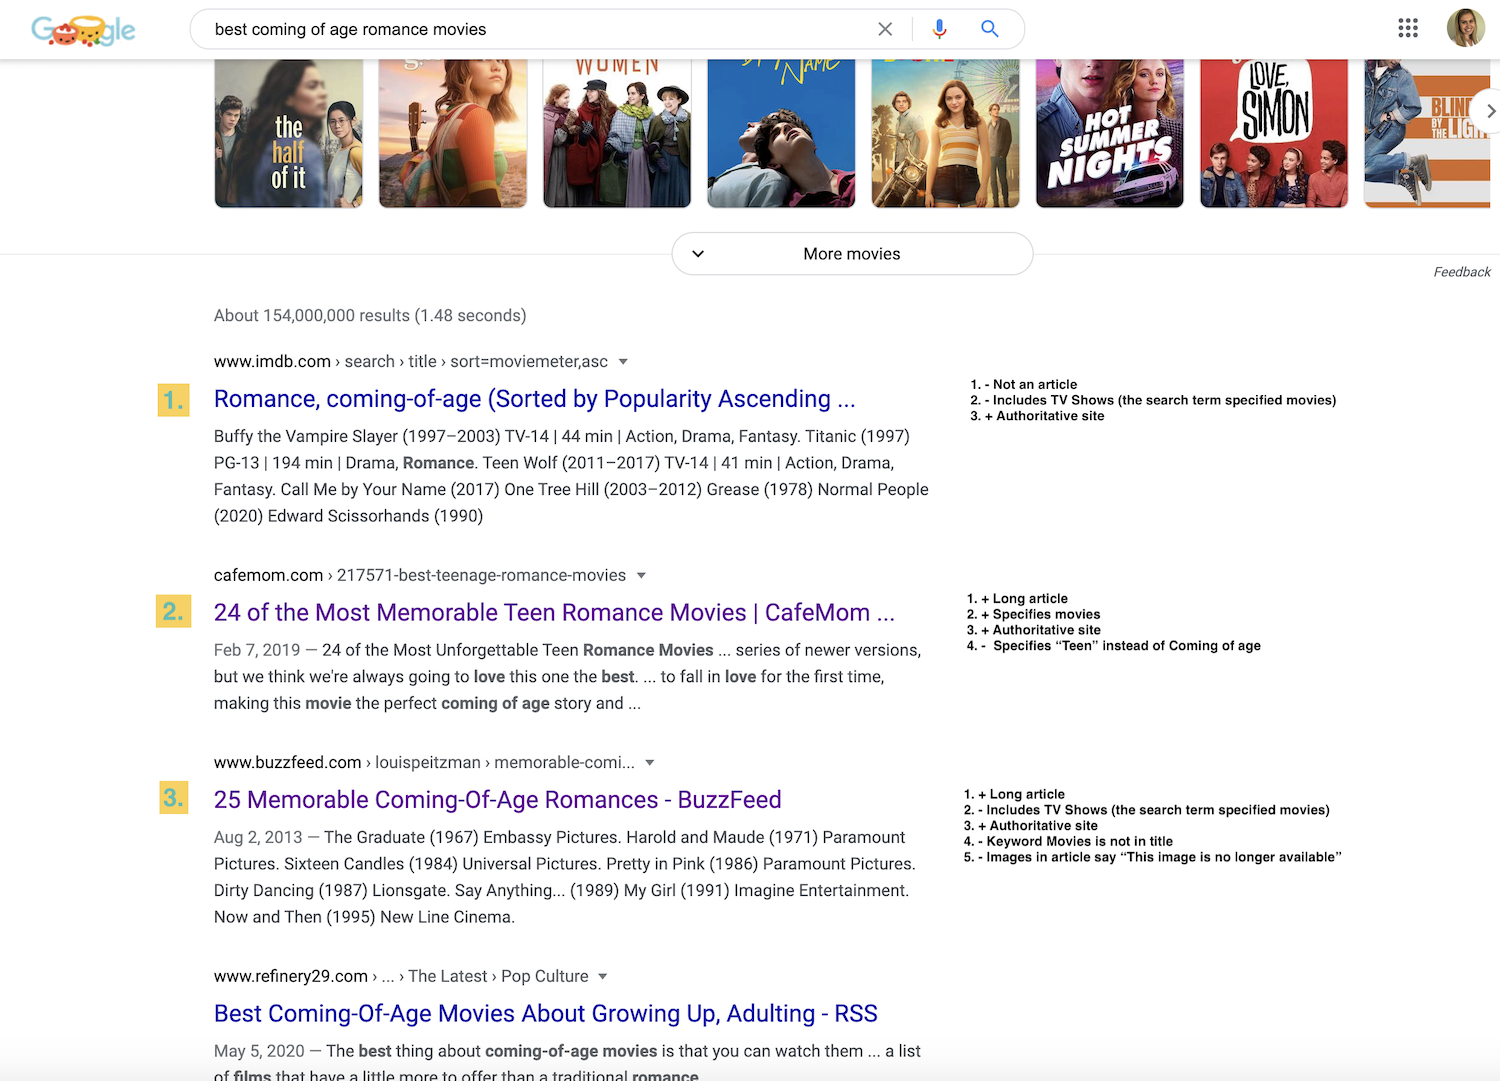 Google
best coming of age romance movies
the
half
of it
WOMEN
BY YOUR
NAME
HOT
SUMMER
NIGHTS
LOVE,
SIMON
BLIN
BY THE LIGH
More movies
Feedback
About 154,000,000 results (1.48 seconds)
www.imdb.com › search › title › sort=moviemeter,asc
1.
Romance, coming-of-age (Sorted by Popularity Ascending ...
Buffy the Vampire Slayer (1997–2003) TV-14 | 44 min | Action, Drama, Fantasy. Titanic (1997)
PG-13 | 194 min | Drama, Romance. Teen Wolf (2011–2017) TV-14 | 41 min | Action, Drama,
Fantasy. Call Me by Your Name (2017) One Tree Hill (2003–2012) Grease (1978) Normal People
(2020) Edward Scissorhands (1990)
1. - Not an article
2. - Includes TV Shows (the search term specified movies)
3. + Authoritative site
cafemom.com › 217571-best-teenage-romance-movies
2.
24 of the Most Memorable Teen Romance Movies | CafeMom ...
Feb 7, 2019 — 24 of the Most Unforgettable Teen Romance Movies ... series of newer versions,
but we think we're always going to love this one the best. ... to fall in love for the first time,
making this movie the perfect coming of age story and ...
1. + Long article
2. + Specifies movies
3. + Authoritative site
4. - Specifies “Teen” instead of Coming of age
www.buzzfeed.com › louispeitzman › memorable-comi...
3.
25 Memorable Coming-Of-Age Romances - BuzzFeed
Aug 2, 2013 — The Graduate (1967) Embassy Pictures. Harold and Maude (1971) Paramount
Pictures. Sixteen Candles (1984) Universal Pictures. Pretty in Pink (1986) Paramount Pictures.
Dirty Dancing (1987) Lionsgate. Say Anything... (1989) My Girl (1991) Imagine Entertainment.
Now and Then (1995) New Line Cinema.
1. + Long article
2. - Includes TV Shows (the search term specified movies)
3. + Authoritative site
4. - Keyword Movies is not in title
5. - Images in article say “This image is no longer available”
www.refinery29.com › ... › The Latest › Pop Culture
Best Coming-Of-Age Movies About Growing Up, Adulting - RSS
May 5, 2020 — The best thing about coming-of-age movies is that you can watch them ... a list
of films that have a little more to offer than a traditional romance